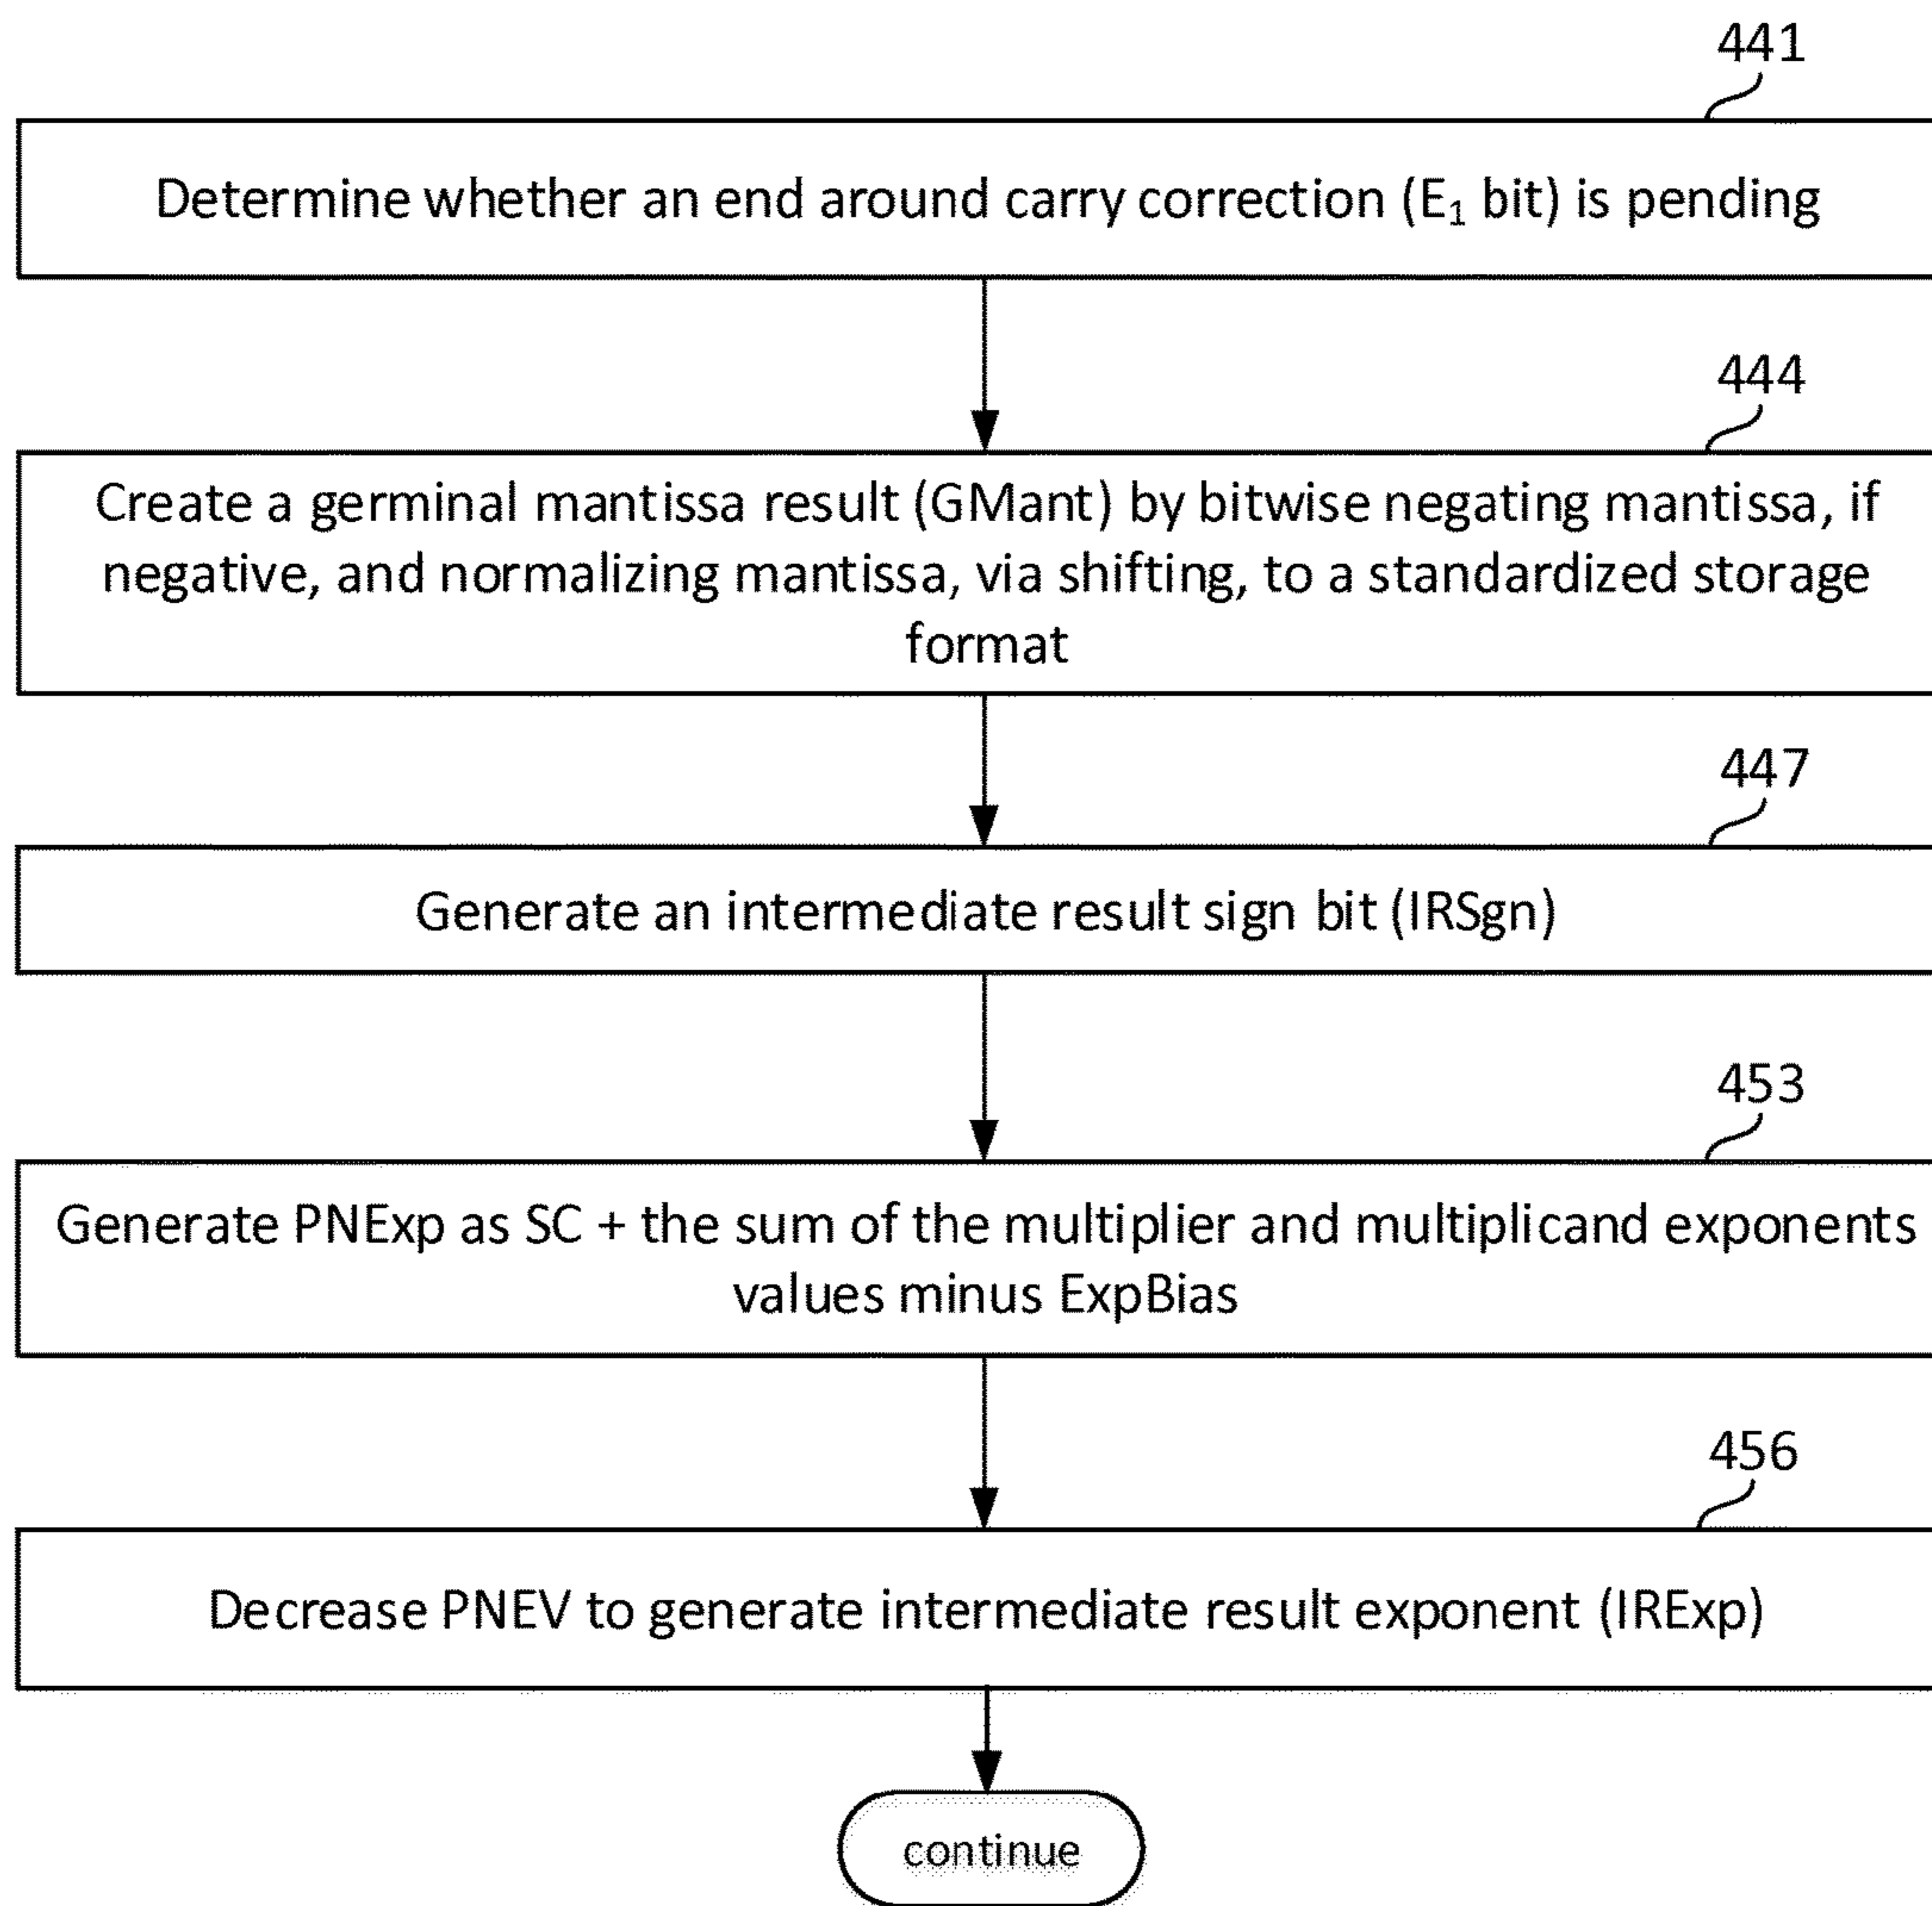 441
Determine whether an end around carry correction (E₁ bit) is pending
444
Create a germinal mantissa result (GMant) by bitwise negating mantissa, if
negative, and normalizing mantissa, via shifting, to a standardized storage
format
447
Generate an intermediate result sign bit (IRSgn)
453
Generate PNExp as SC + the sum of the multiplier and multiplicand exponents
values minus ExpBias
456
Decrease PNEV to generate intermediate result exponent (IRExp)
continue